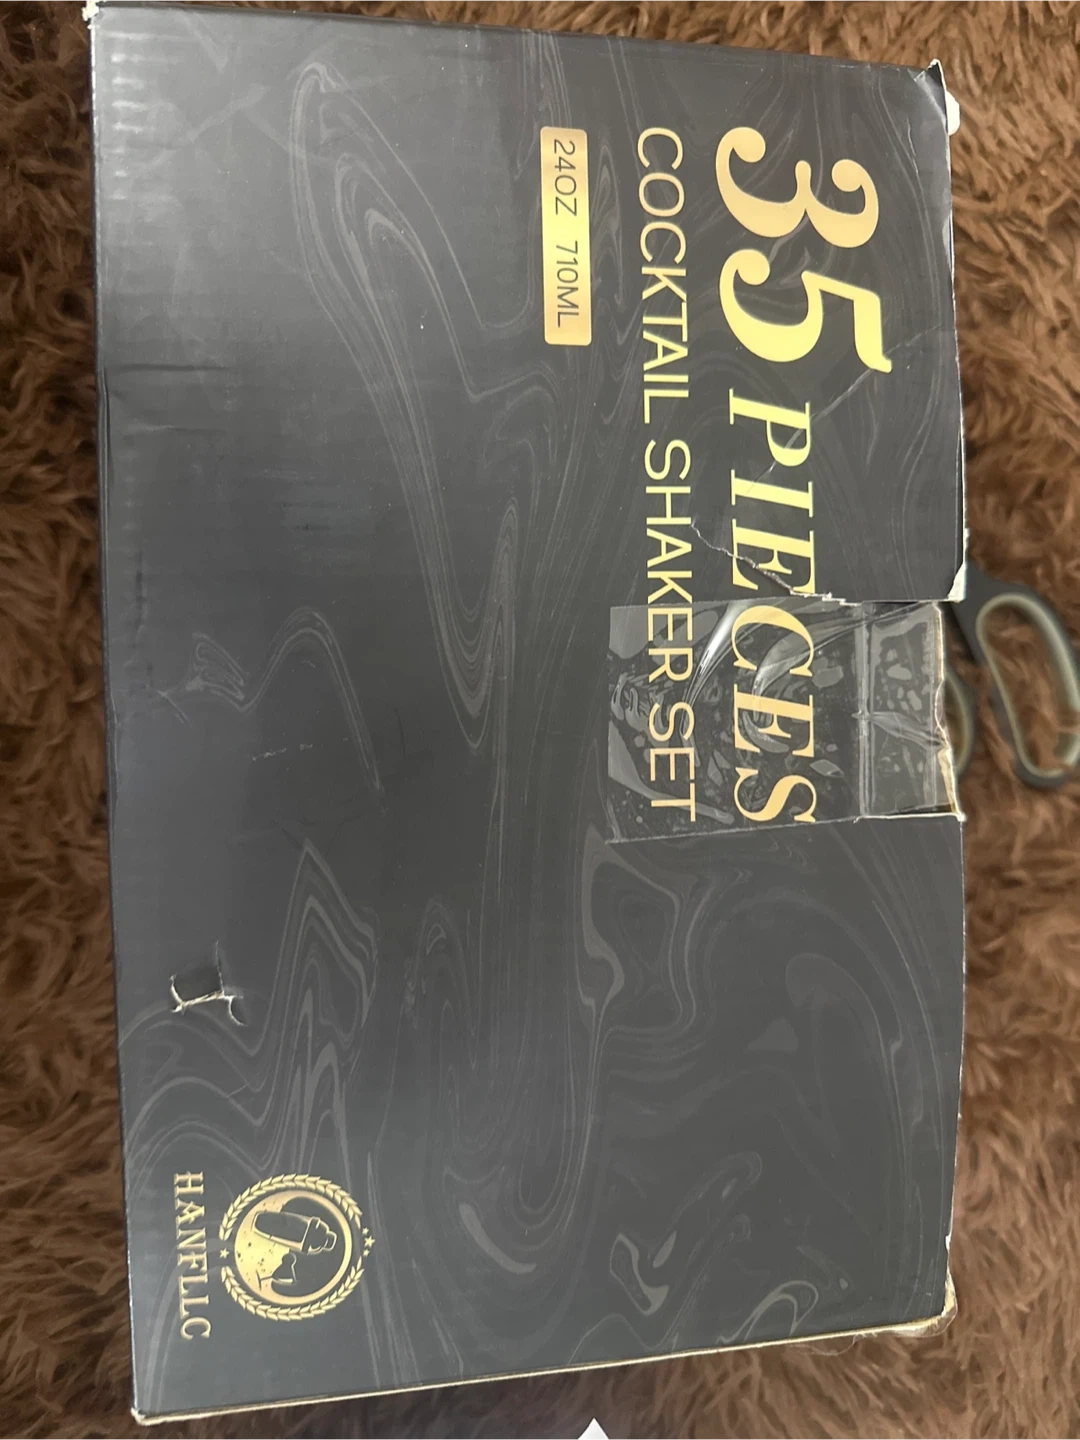 35 PIECES
COCKTAIL SHAKER SET
24OZ 710ML
HANFLLC